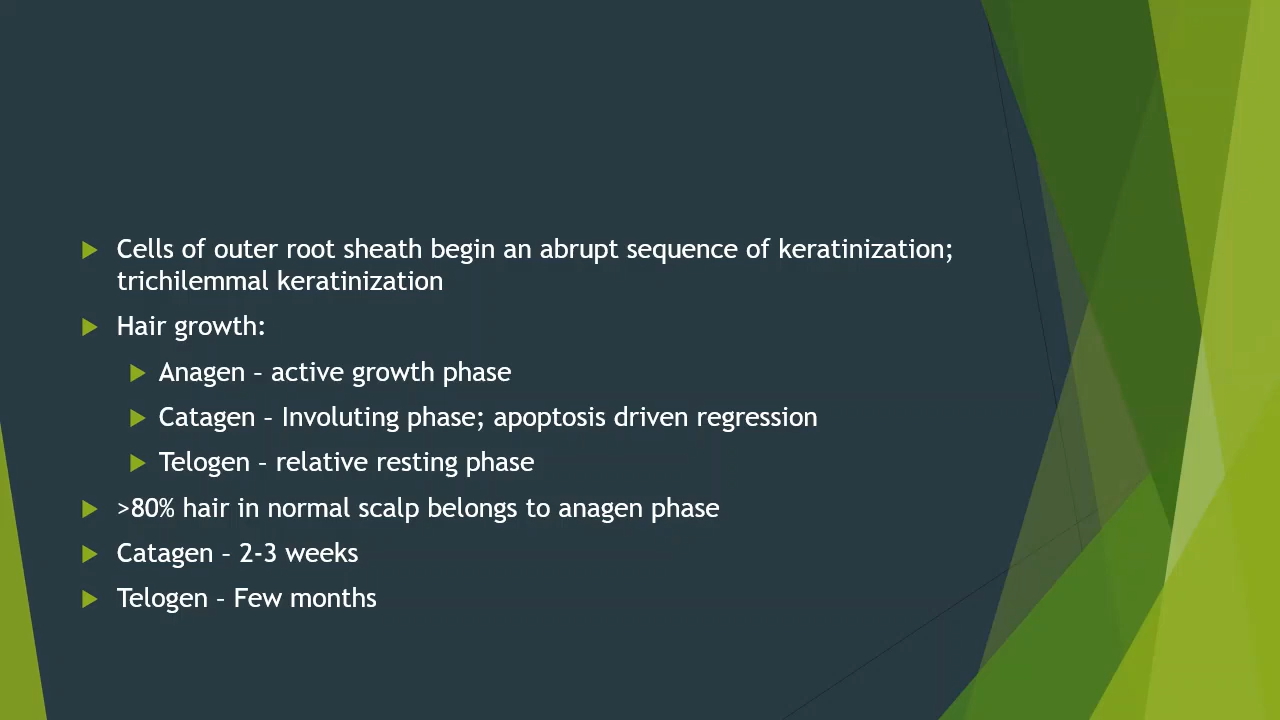 Cells of outer root sheath begin an abrupt sequence of keratinization;
trichilemmal keratinization
Hair growth:
Anagen – active growth phase
Catagen – Involuting phase; apoptosis driven regression
Telogen – relative resting phase
>80% hair in normal scalp belongs to anagen phase
Catagen – 2-3 weeks
Telogen – Few months